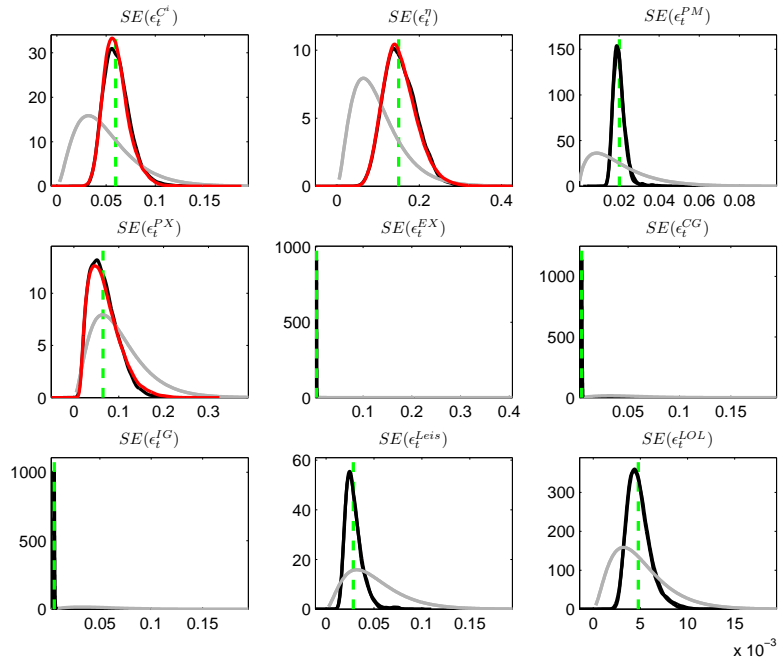 SE(ϵ_t^{C^i}) SE(ϵ_t^η) SE(ϵ_t^{PM})
30 20 10 0
0.05 0.1 0.15
10 5 0
0 0.2 0.4
150 100 50 0
0.02 0.04 0.06 0.08
SE(ϵ_t^{PX}) SE(ϵ_t^{EX}) SE(ϵ_t^{CG})
10 5 0
0 0.1 0.2 0.3
1000 500 0
0.1 0.2 0.3 0.4
1000 500 0
0.05 0.1 0.15
SE(ϵ_t^{IG}) SE(ϵ_t^{Leis}) SE(ϵ_t^{LOL})
1000 500 0
0.05 0.1 0.15
60 40 20 0
0 0.05 0.1 0.15
300 200 100 0
0 5 10 15
x 10⁻³